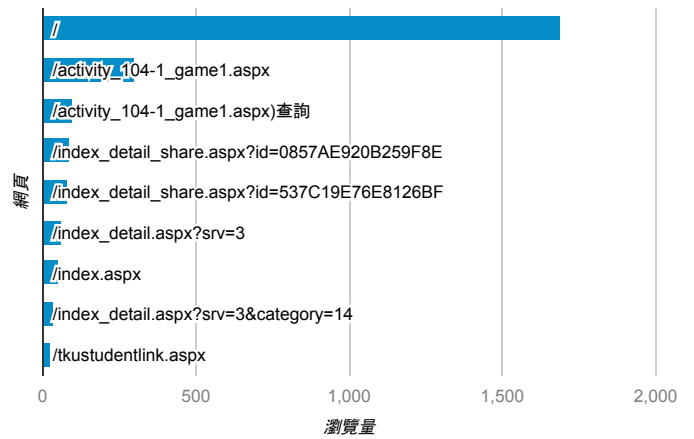 /
/activity_104-1_game1.aspx
/activity_104-1_game1.aspx)查詢
/index_detail_share.aspx?id=0857AE920B259F8E
/index_detail_share.aspx?id=537C19E76E8126BF
/index_detail.aspx?srv=3
/index.aspx
/index_detail.aspx?srv=3&category=14
/tkustudentlink.aspx
網頁
0 500 1,000 1,500 2,000
瀏覽量